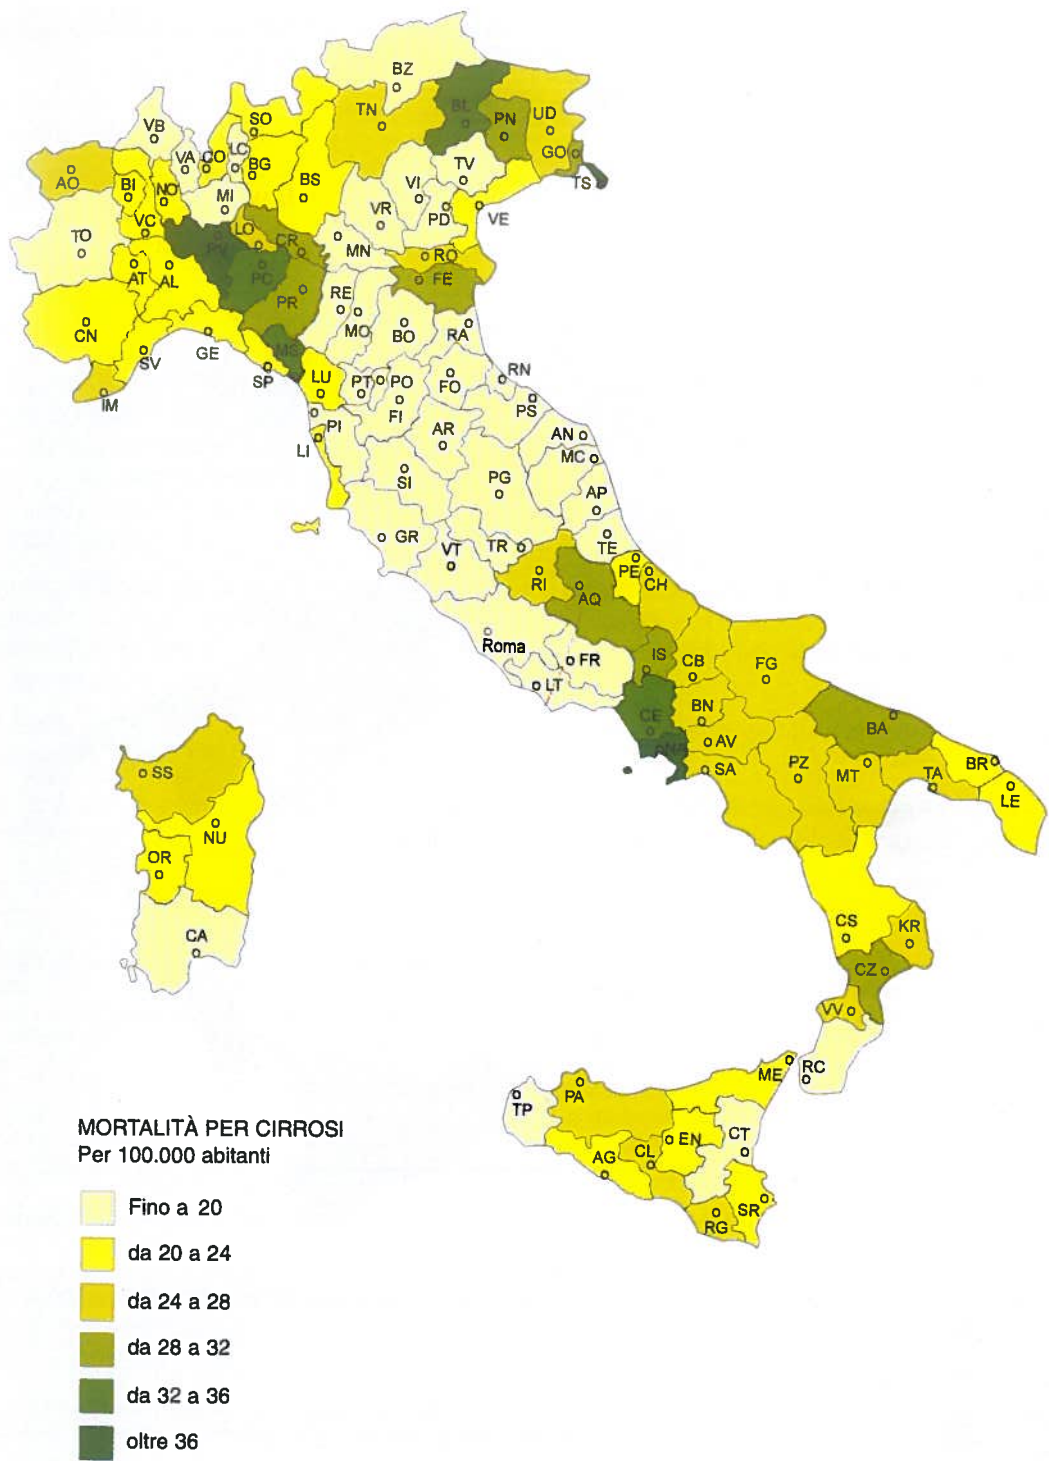 BZ
BL
TN
UD
PN
SO
VB
LC
VA
CO
BG
TV
GO
AO
BI
NO
BS
VI
TS
MI
VR
PD
VE
VC
LO
CR
TO
PV
MN
RO
AT
AL
PC
FE
PR
RE
MO
BO
RA
CN
SV
GE
MS
SP
LU
PT
PO
FO
RN
IM
FI
PS
PI
AR
AN
LI
MC
SI
PG
AP
GR
VT
TR
TE
RI
PE
CH
AQ
Roma
FR
IS
CB
FG
LT
CE
BN
BA
NA
AV
SA
PZ
MT
TA
BR
LE
SS
NU
OR
CA
CS
KR
CZ
VV
RC
ME
TP
PA
CT
EN
AG
CL
SR
RG
MORTALITÀ PER CIRROSI
Per 100.000 abitanti
Fino a 20
da 20 a 24
da 24 a 28
da 28 a 32
da 32 a 36
oltre 36